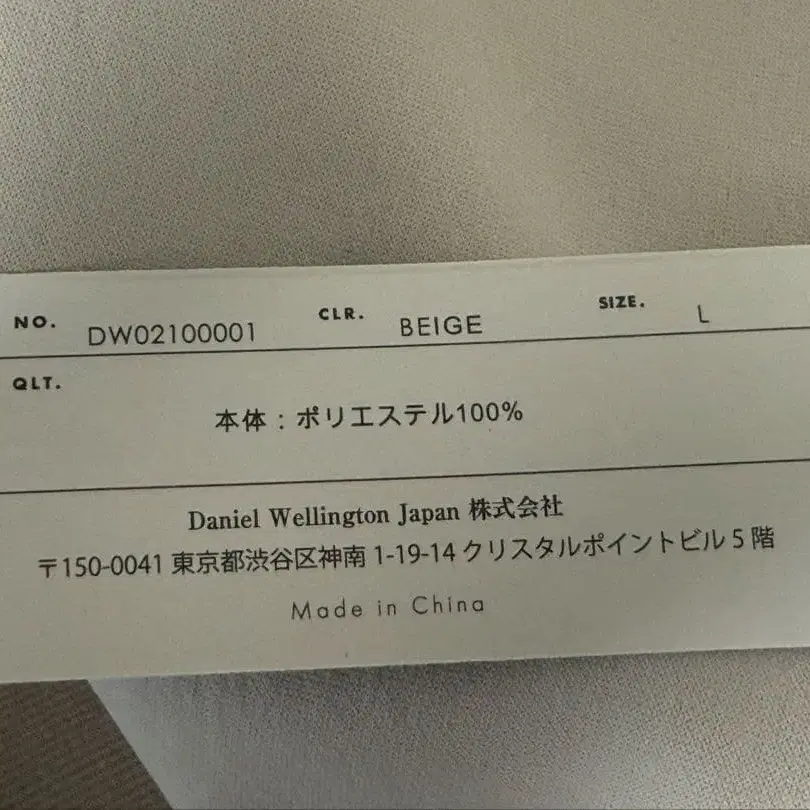 NO. DW02100001 CLR. BEIGE SIZE. L
QLT.
本体：ポリエステル100%
Daniel Wellington Japan 株式会社
〒150-0041 東京都渋谷区神南 1-19-14 クリスタルポイントビル 5 階
Made in China